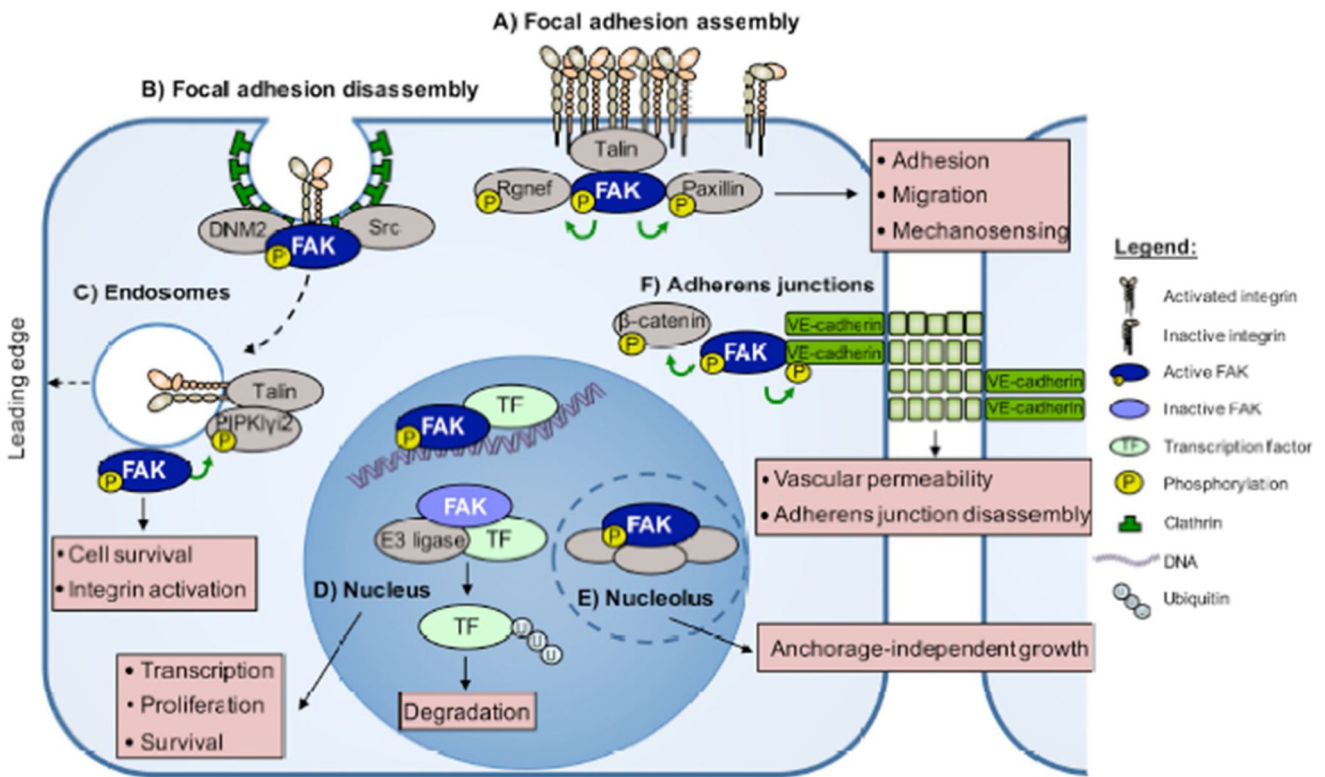 A) Focal adhesion assembly
B) Focal adhesion disassembly
Talin
Rgnef
P
FAK
P
Paxillin
P
• Adhesion
• Migration
• Mechanosensing
DNM2
Src
FAK
P
C) Endosomes
Leading edge
Talin
PIPKIγi2
P
FAK
P
• Cell survival
• Integrin activation
F) Adherens junctions
β-catenin
P
FAK
P
VE-cadherin
VE-cadherin
P
VE-cadherin
VE-cadherin
• Vascular permeability
• Adherens junction disassembly
TF
FAK
P
FAK
E3 ligase
TF
D) Nucleus
TF
U
U
U
Degradation
FAK
P
E) Nucleolus
Anchorage-independent growth
• Transcription
• Proliferation
• Survival
Legend:
Activated integrin
Inactive integrin
Active FAK
Inactive FAK
TF Transcription factor
P Phosphorylation
Clathrin
DNA
Ubiquitin